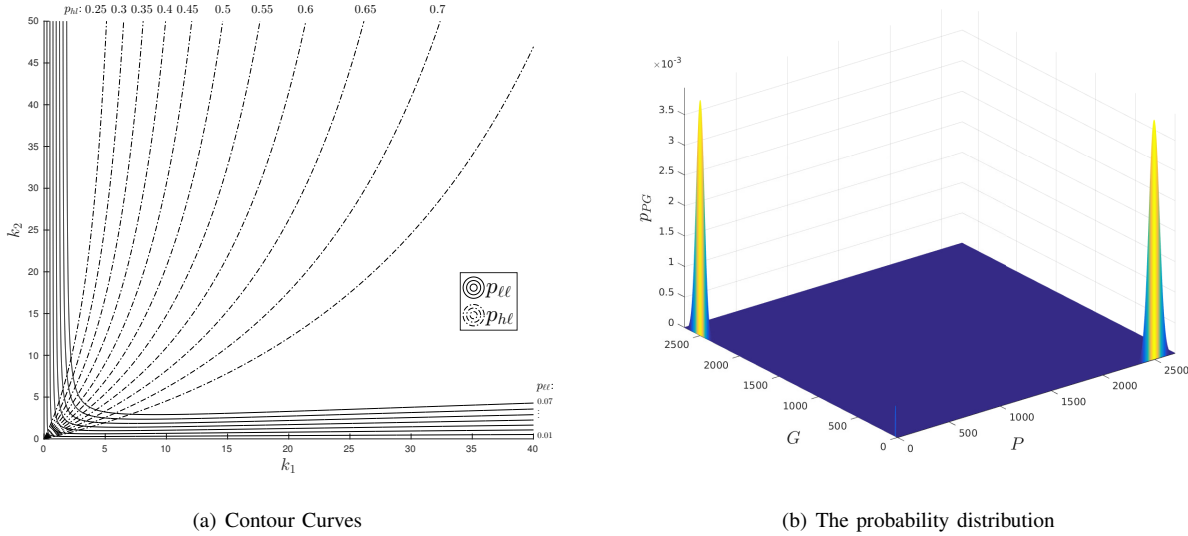 p_{hl}: 0.25 0.3 0.35 0.4 0.45 0.5 0.55 0.6 0.65 0.7
50
45
40
35
30
25
20
15
10
5
0
k_2
p_{ℓℓ}
p_{hℓ}
p_{ℓℓ}:
0.07
:
0.01
0 5 10 15 20 25 30 35 40
k_1
(a) Contour Curves
×10^{-3}
3.5
3
2.5
2
1.5
1
0.5
0
p_{PG}
2500
2000
1500
1000
500
0
G
0
500
1000
1500
2000
2500
P
(b) The probability distribution